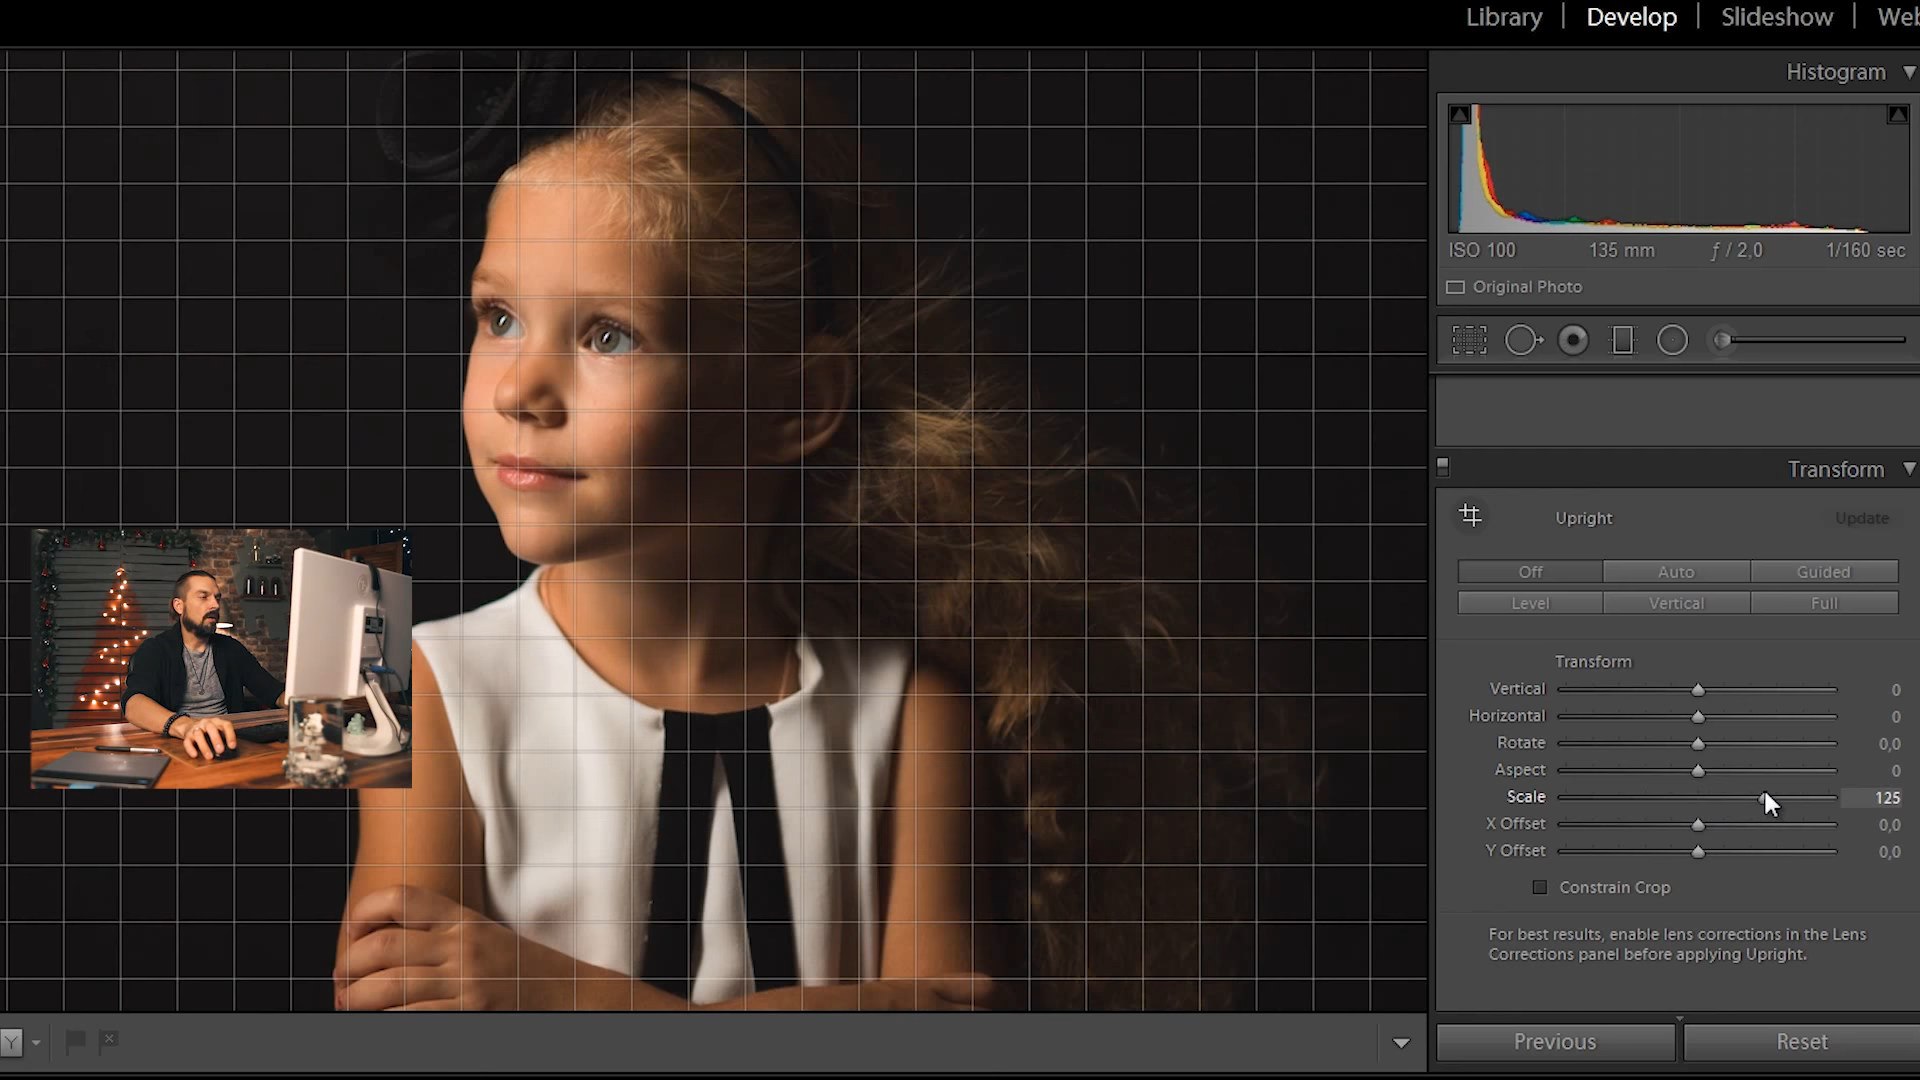 Library | Develop | Slideshow | Web
Histogram
ISO 100 135 mm ƒ / 2,0 1/160 sec
Original Photo
Transform
Upright Update
Off Auto Guided
Level Vertical Full
Transform
Vertical 0
Horizontal 0
Rotate 0,0
Aspect 0
Scale 125
X Offset 0,0
Y Offset 0,0
Constrain Crop
For best results, enable lens corrections in the Lens
Corrections panel before applying Upright.
Y
Previous Reset